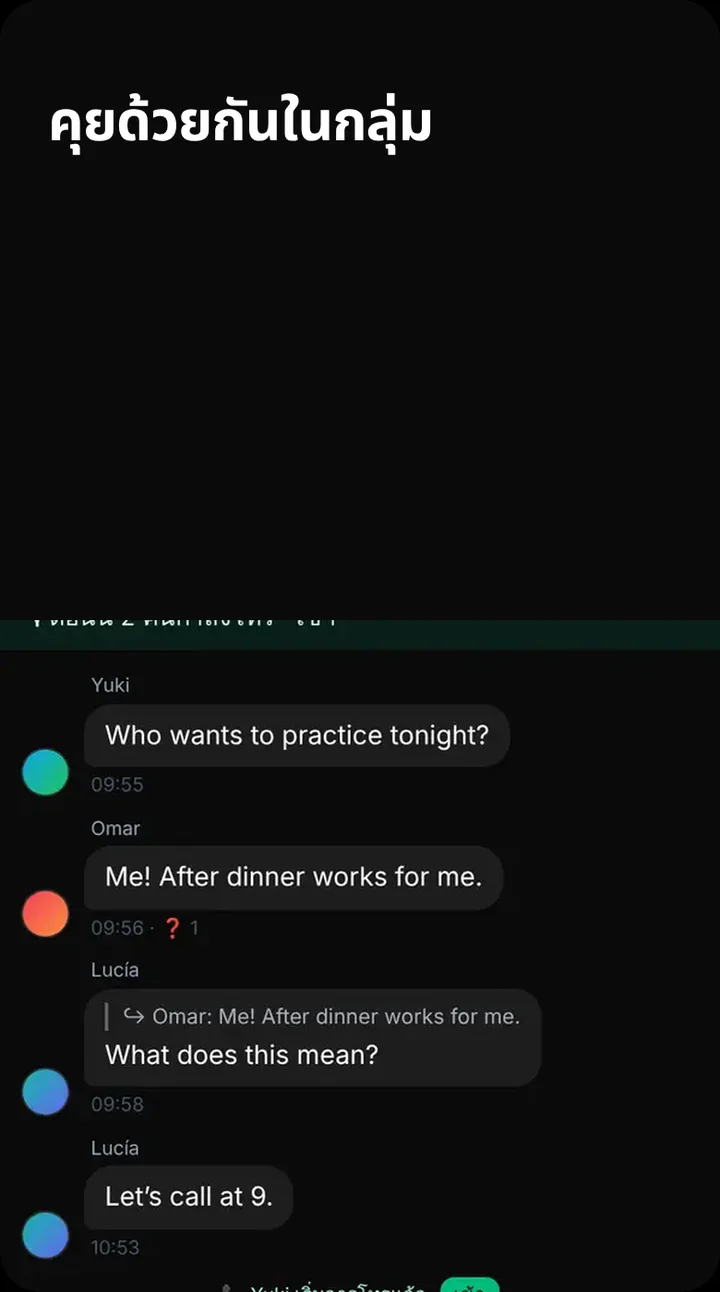 คุยด้วยกันในกลุ่ม
Yuki
Who wants to practice tonight?
09:55
Omar
Me! After dinner works for me.
09:56 · ❓ 1
Lucía
↪ Omar: Me! After dinner works for me.
What does this mean?
09:58
Lucía
Let’s call at 9.
10:53